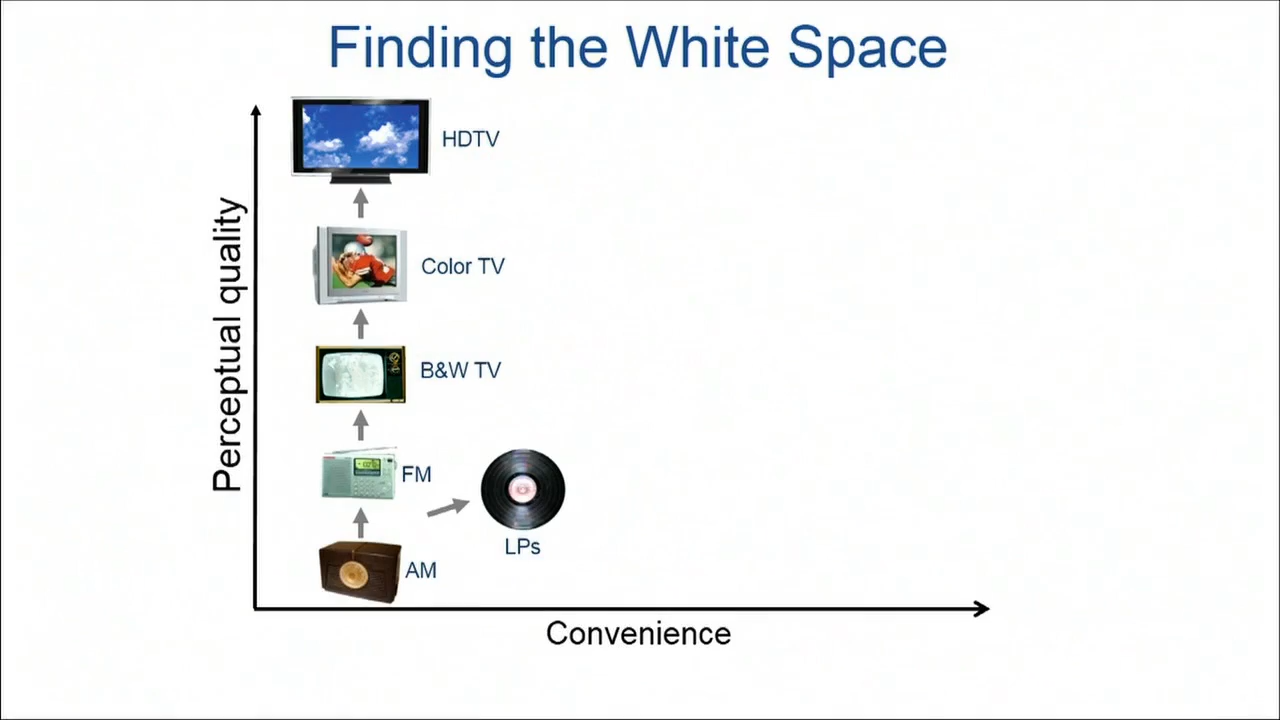 Finding the White Space
HDTV
Color TV
B&W TV
FM
LPs
AM
Perceptual quality
Convenience